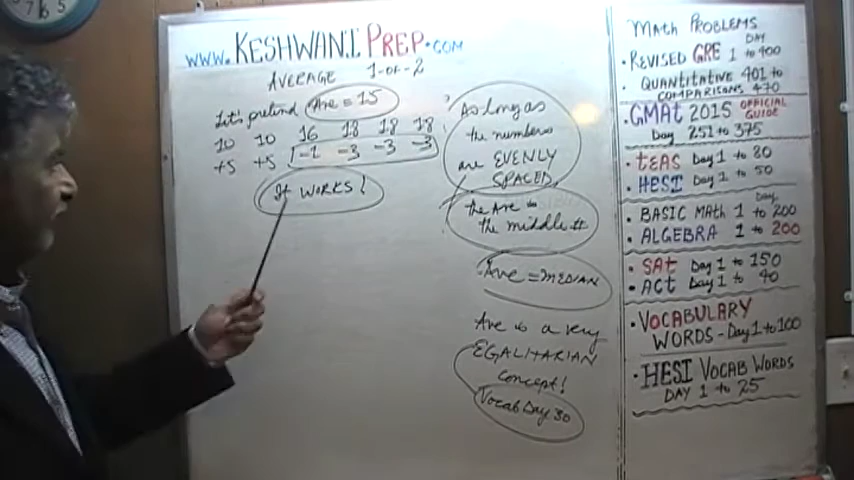 www.KESHWANIPREP.COM
AVERAGE 1-OF-2
Let's pretend Ave = 15
10 10 16 18 18 18
+5 +5 -1 -3 -3 -3
It WORKS!
As long as
the numbers
are EVENLY
SPACED,
the Ave is
the middle #
Ave = MEDIAN
Ave is a very
EGALITARIAN
concept!
Vocab Day 30
MATH PROBLEMS
DAY
• REVISED GRE 1 to 400
• QUANTITATIVE 401 to
COMPARISONS 470
• GMAT 2015 OFFICIAL GUIDE
Day 251 to 375
• TEAS Day 1 to 80
• HESI Day 1 to 50
Day
• BASIC MATH 1 to 200
• ALGEBRA 1 to 200
• SAT Day 1 to 150
• ACT Day 1 to 40
• VOCABULARY
WORDS - Day 1 to 100
• HESI VOCAB WORDS
DAY 1 to 25